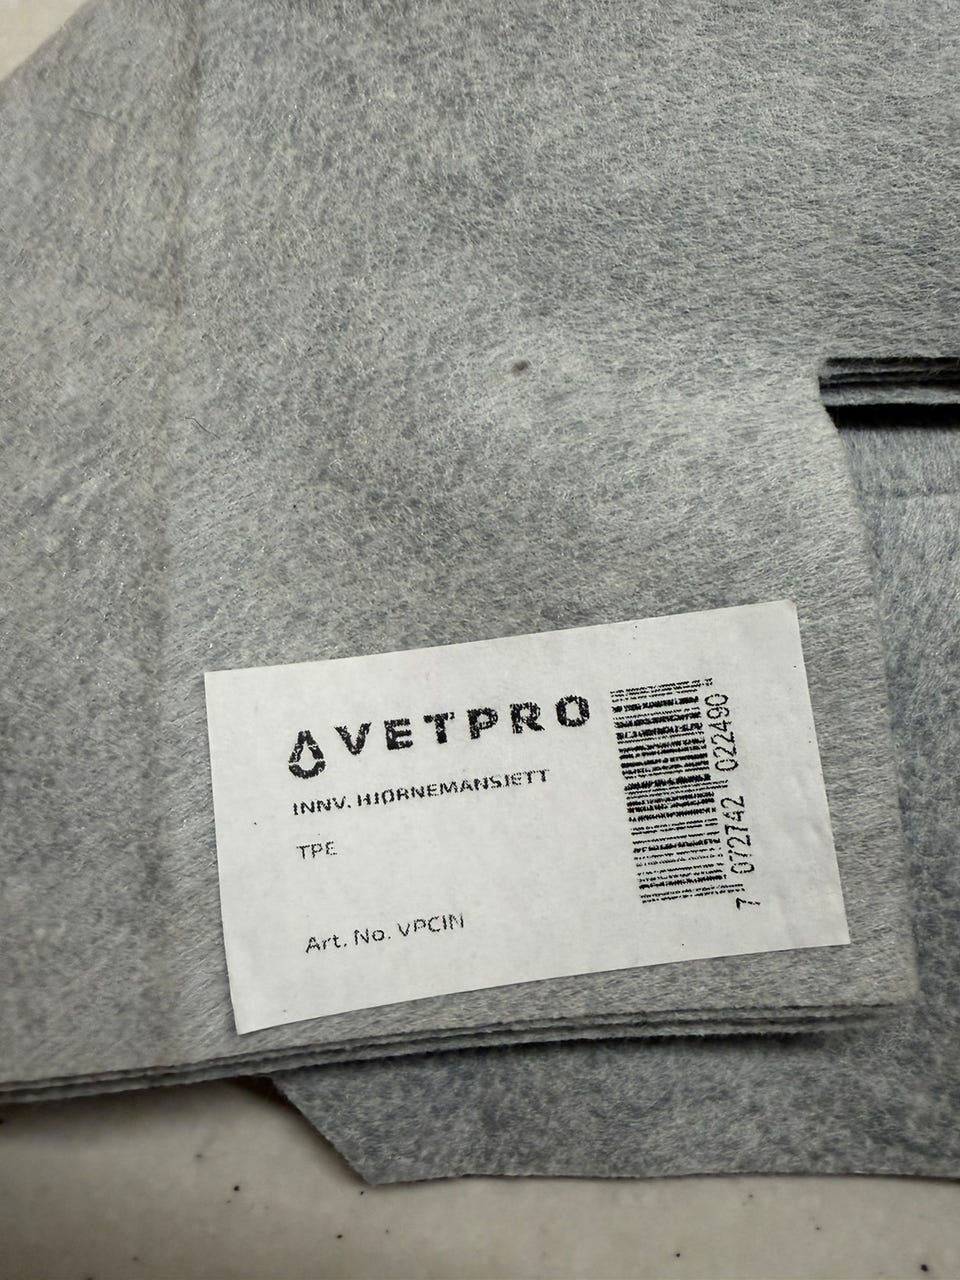 VETPRO
INNV. HJØRNEMANSJETT
TPE
Art. No. VPCIN
7 072742 022490